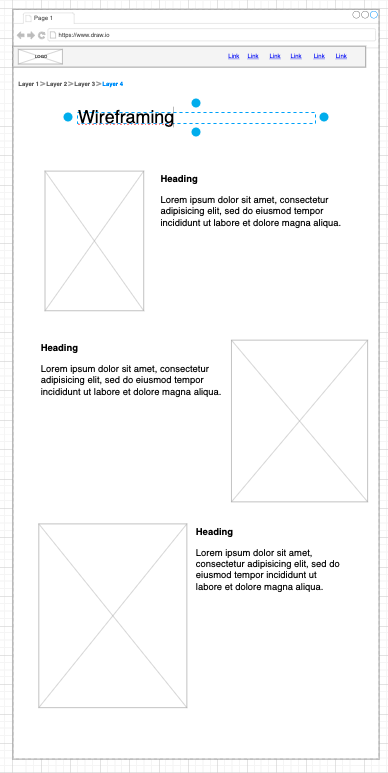 Page 1
https://www.draw.io
LOGO Link Link Link Link Link Link
Layer 1 > Layer 2 > Layer 3 > Layer 4
Wireframing
Heading
Lorem ipsum dolor sit amet, consectetur
adipisicing elit, sed do eiusmod tempor
incididunt ut labore et dolore magna aliqua.
Heading
Lorem ipsum dolor sit amet, consectetur
adipisicing elit, sed do eiusmod tempor
incididunt ut labore et dolore magna aliqua.
Heading
Lorem ipsum dolor sit amet,
consectetur adipisicing elit, sed do
eiusmod tempor incididunt ut
labore et dolore magna aliqua.